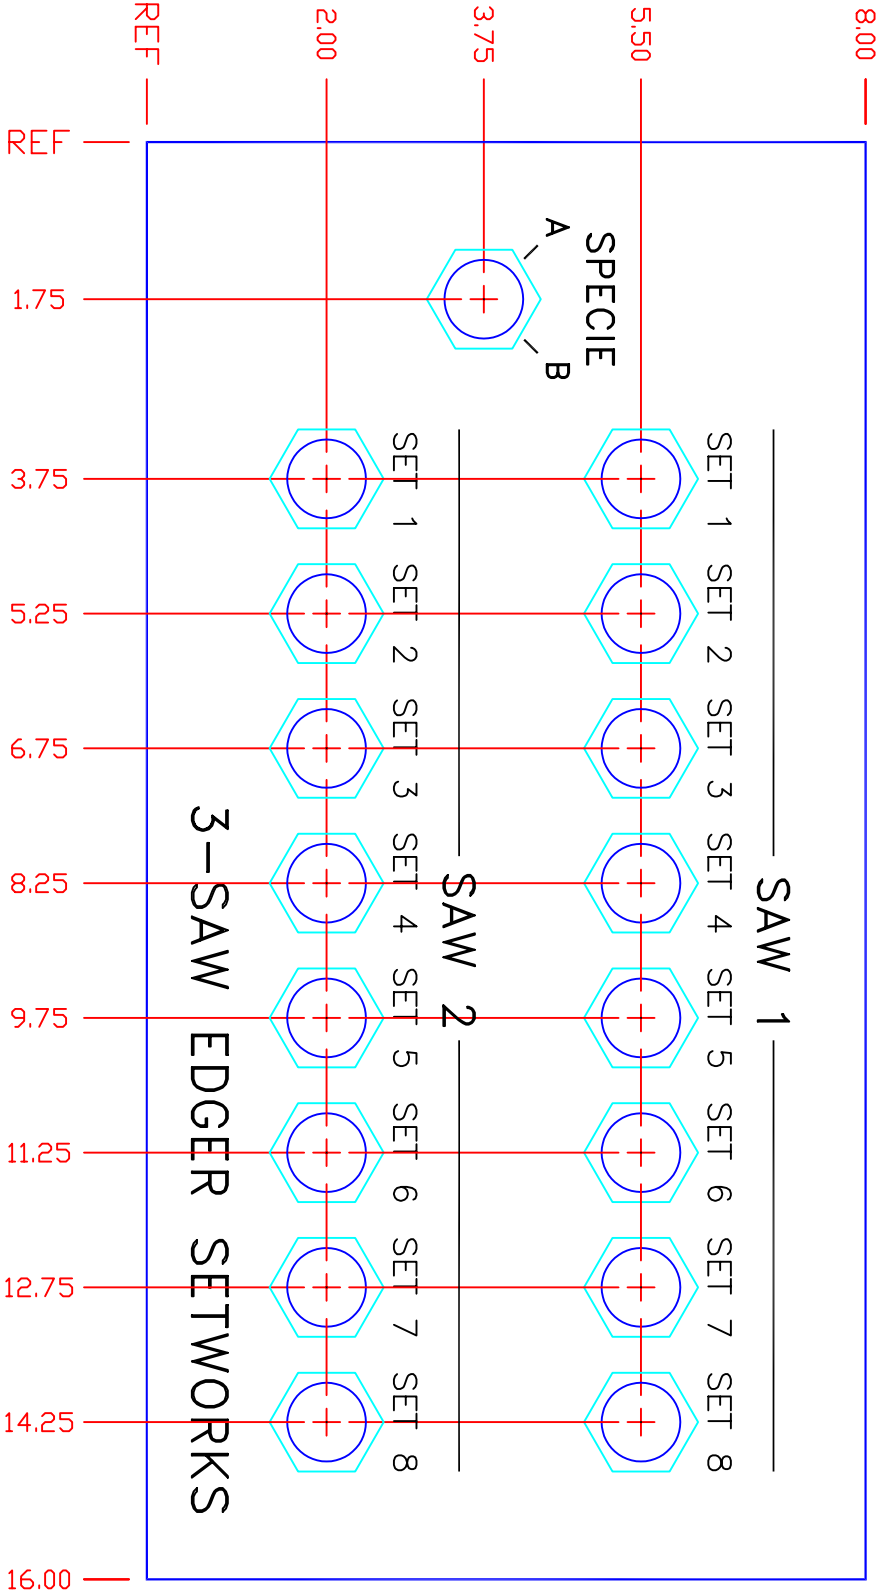 8.00
5.50
3.75
2.00
REF
REF
1.75
3.75
5.25
6.75
8.25
9.75
11.25
12.75
14.25
16.00
SPECIE
A B
SAW 1
SET 1 SET 2 SET 3 SET 4 SET 5 SET 6 SET 7 SET 8
SAW 2
SET 1 SET 2 SET 3 SET 4 SET 5 SET 6 SET 7 SET 8
3-SAW EDGER SETWORKS